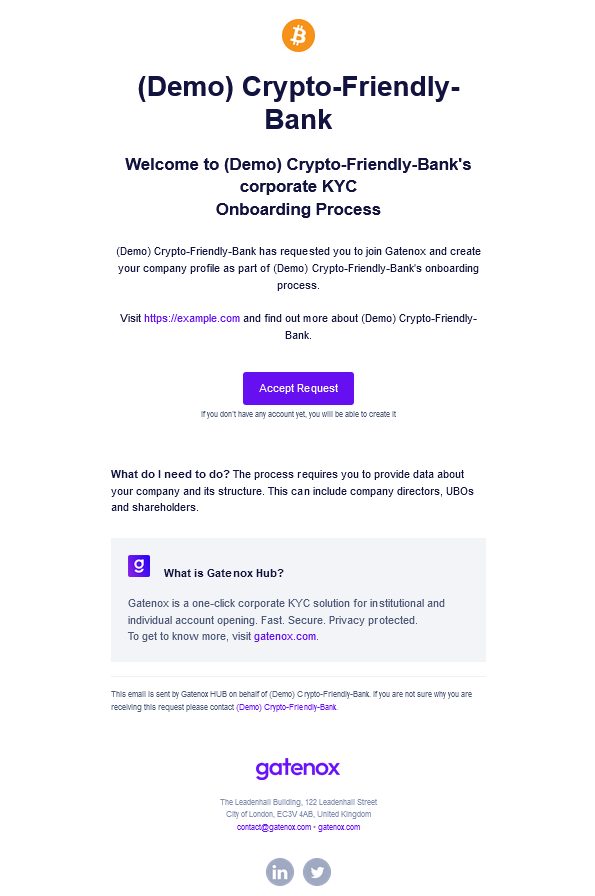 (Demo) Crypto-Friendly-
Bank
Welcome to (Demo) Crypto-Friendly-Bank's
corporate KYC
Onboarding Process
(Demo) Crypto-Friendly-Bank has requested you to join Gatenox and create
your company profile as part of (Demo) Crypto-Friendly-Bank's onboarding
process.
Visit https://example.com and find out more about (Demo) Crypto-Friendly-
Bank.
Accept Request
If you don't have any account yet, you will be able to create it
What do I need to do? The process requires you to provide data about
your company and its structure. This can include company directors, UBOs
and shareholders.
What is Gatenox Hub?
Gatenox is a one-click corporate KYC solution for institutional and
individual account opening. Fast. Secure. Privacy protected.
To get to know more, visit gatenox.com.
This email is sent by Gatenox HUB on behalf of (Demo) Crypto-Friendly-Bank. If you are not sure why you are
receiving this request please contact (Demo) Crypto-Friendly-Bank.
gatenox
The Leadenhall Building, 122 Leadenhall Street
City of London, EC3V 4AB, United Kingdom
contact@gatenox.com • gatenox.com